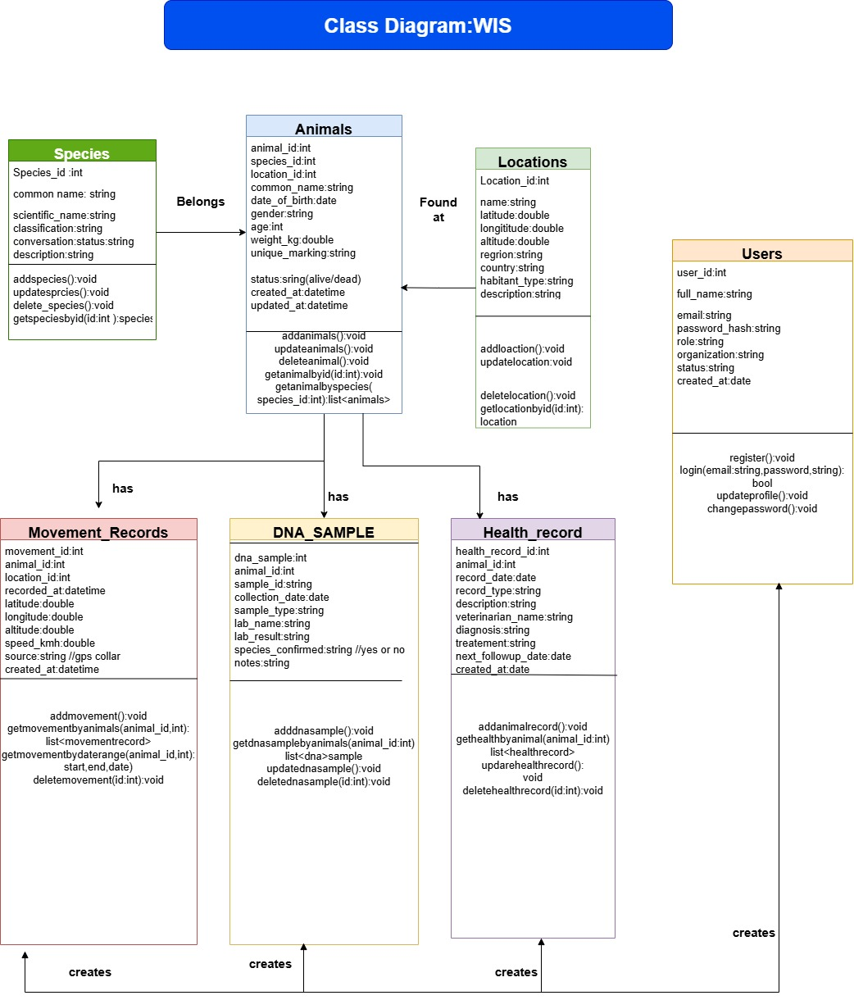 Class Diagram:WIS
Species
Species_id :int
common name: string
scientific_name:string
classification:string
conversation:status:string
description:string
addspecies():void
updatesprcies():void
delete_species():void
getspeciesbyid(id:int ):species
Belongs
Animals
animal_id:int
species_id:int
location_id:int
common_name:string
date_of_birth:date
gender:string
age:int
weight_kg:double
unique_marking:string
status:sring(alive/dead)
created_at:datetime
updated_at:datetime
addanimals():void
updateanimals():void
deleteanimal():void
getanimalbyid(id:int):void
getanimalbyspecies(
species_id:int):list<animals>
Found
at
Locations
Location_id:int
name:string
latitude:double
longititude:double
altitude:double
regrion:string
country:string
habitant_type:string
description:string
addloaction():void
updatelocation:void
deletelocation():void
getlocationbyid(id:int):
location
Users
user_id:int
full_name:string
email:string
password_hash:string
role:string
organization:string
status:string
created_at:date
register():void
login(email:string,password,string):
bool
updateprofile():void
changepassword():void
has
has
has
Movement_Records
movement_id:int
animal_id:int
location_id:int
recorded_at:datetime
latitude:double
longitude:double
altitude:double
speed_kmh:double
source:string //gps collar
created_at:datetime
addmovement():void
getmovementbyanimals(animal_id,int):
list<movementrecord>
getmovementbydaterange(animal_id,int):
start,end,date)
deletemovement(id:int):void
DNA_SAMPLE
dna_sample:int
animal_id:int
sample_id:string
collection_date:date
sample_type:string
lab_name:string
lab_result:string
species_confirmed:string //yes or no
notes:string
adddnasample():void
getdnasamplebyanimals(animal_id:int)
list<dna>sample
updatednasample():void
deletednasample(id:int):void
Health_record
health_record_id:int
animal_id:int
record_date:date
record_type:string
description:string
veterinarian_name:string
diagnosis:string
treatement:string
next_followup_date:date
created_at:date
addanimalrecord():void
gethealthbyanimal(animal_id:int)
list<healthrecord>
updarehealthrecord():
void
deletehealthrecord(id:int):void
creates
creates
creates
creates